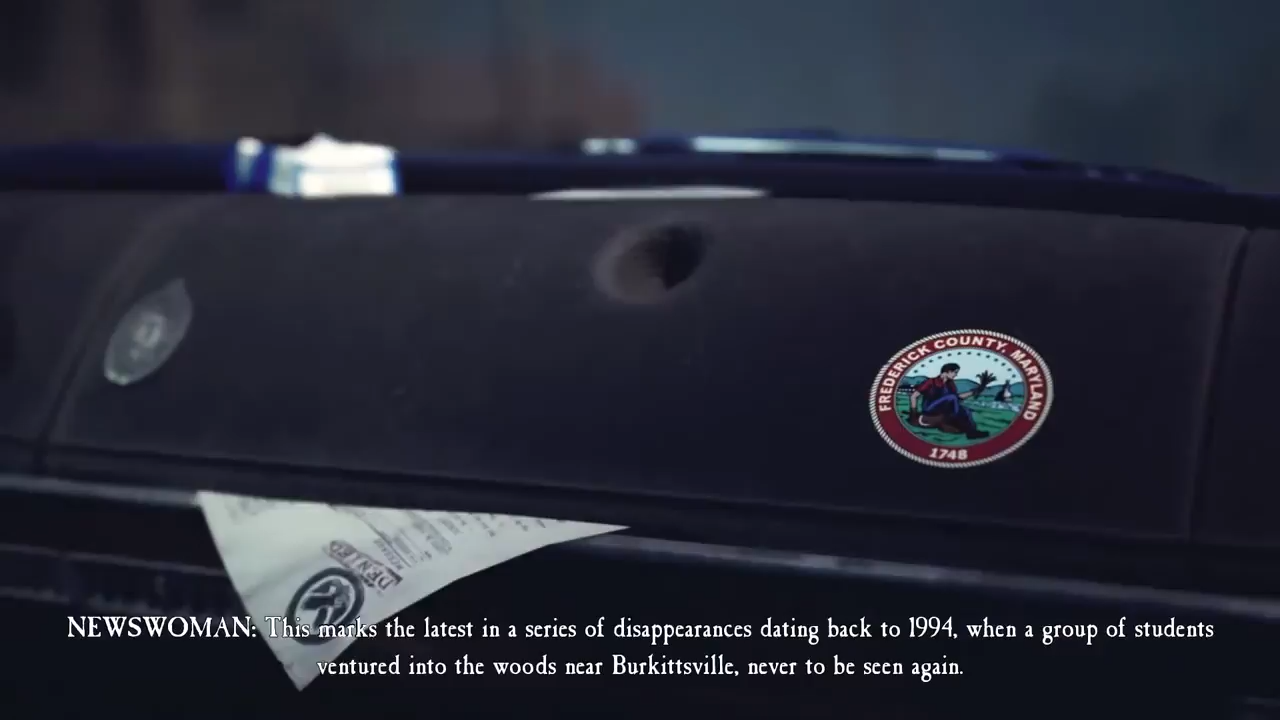 FREDERICK COUNTY, MARYLAND
1748
DENIED
NEWSWOMAN: This marks the latest in a series of disappearances dating back to 1994, when a group of students
ventured into the woods near Burkittsville, never to be seen again.